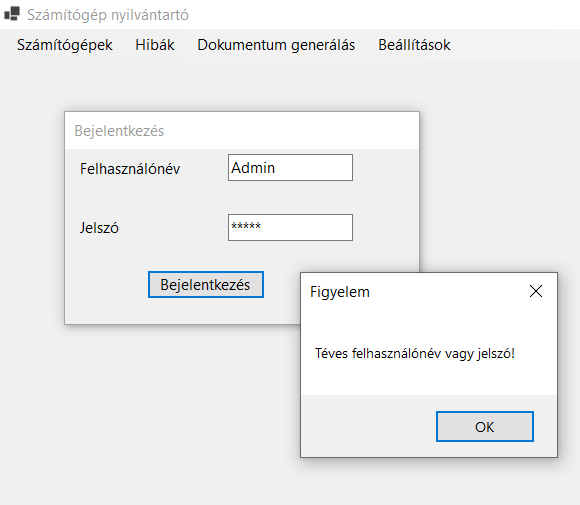 Számítógép nyilvántartó
Számítógépek Hibák Dokumentum generálás Beállítások
Bejelentkezés
Felhasználónév Admin
Jelszó *****
Bejelentkezés
Figyelem
Téves felhasználónév vagy jelszó!
OK